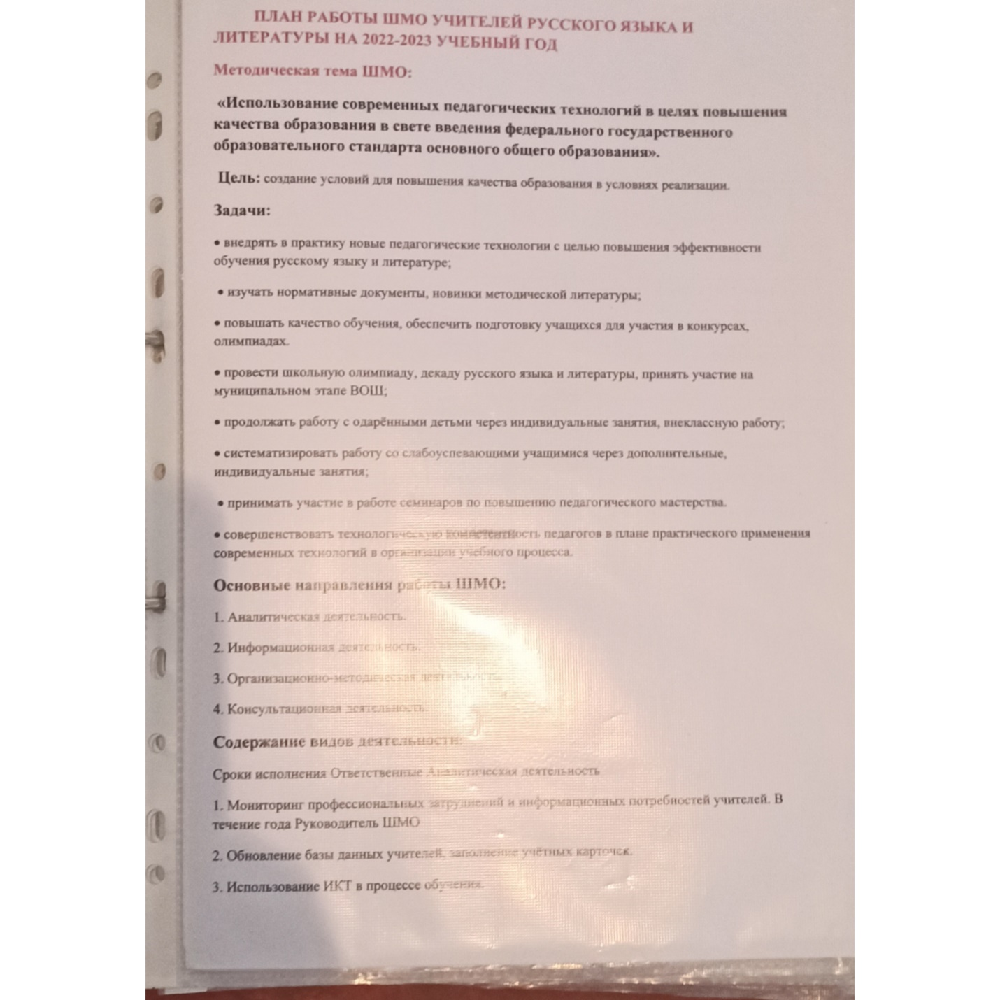 ПЛАН РАБОТЫ ШМО УЧИТЕЛЕЙ РУССКОГО ЯЗЫКА И
ЛИТЕРАТУРЫ НА 2022-2023 УЧЕБНЫЙ ГОД
Методическая тема ШМО:
«Использование современных педагогических технологий в целях повышения
качества образования в свете введения федерального государственного
образовательного стандарта основного общего образования».
Цель: создание условий для повышения качества образования в условиях реализации.
Задачи:
• внедрять в практику новые педагогические технологии с целью повышения эффективности
обучения русскому языку и литературе;
• изучать нормативные документы, новинки методической литературы;
• повышать качество обучения, обеспечить подготовку учащихся для участия в конкурсах,
олимпиадах.
• провести школьную олимпиаду, декаду русского языка и литературы, принять участие на
муниципальном этапе ВОШ;
• продолжать работу с одарёнными детьми через индивидуальные занятия, внеклассную работу;
• систематизировать работу со слабоуспевающими учащимися через дополнительные,
индивидуальные занятия;
• принимать участие в работе семинаров по повышению педагогического мастерства.
• совершенствовать технологическую компетентность педагогов в плане практического применения
современных технологий в организации учебного процесса.
Основные направления работы ШМО:
1. Аналитическая деятельность.
2. Информационная деятельность.
3. Организационно-методическая деятельность.
4. Консультационная деятельность.
Содержание видов деятельности:
Сроки исполнения Ответственные Аналитическая деятельность
1. Мониторинг профессиональных затруднений и информационных потребностей учителей. В
течение года Руководитель ШМО
2. Обновление базы данных учителей, заполнение учётных карточек.
3. Использование ИКТ в процессе обучения.